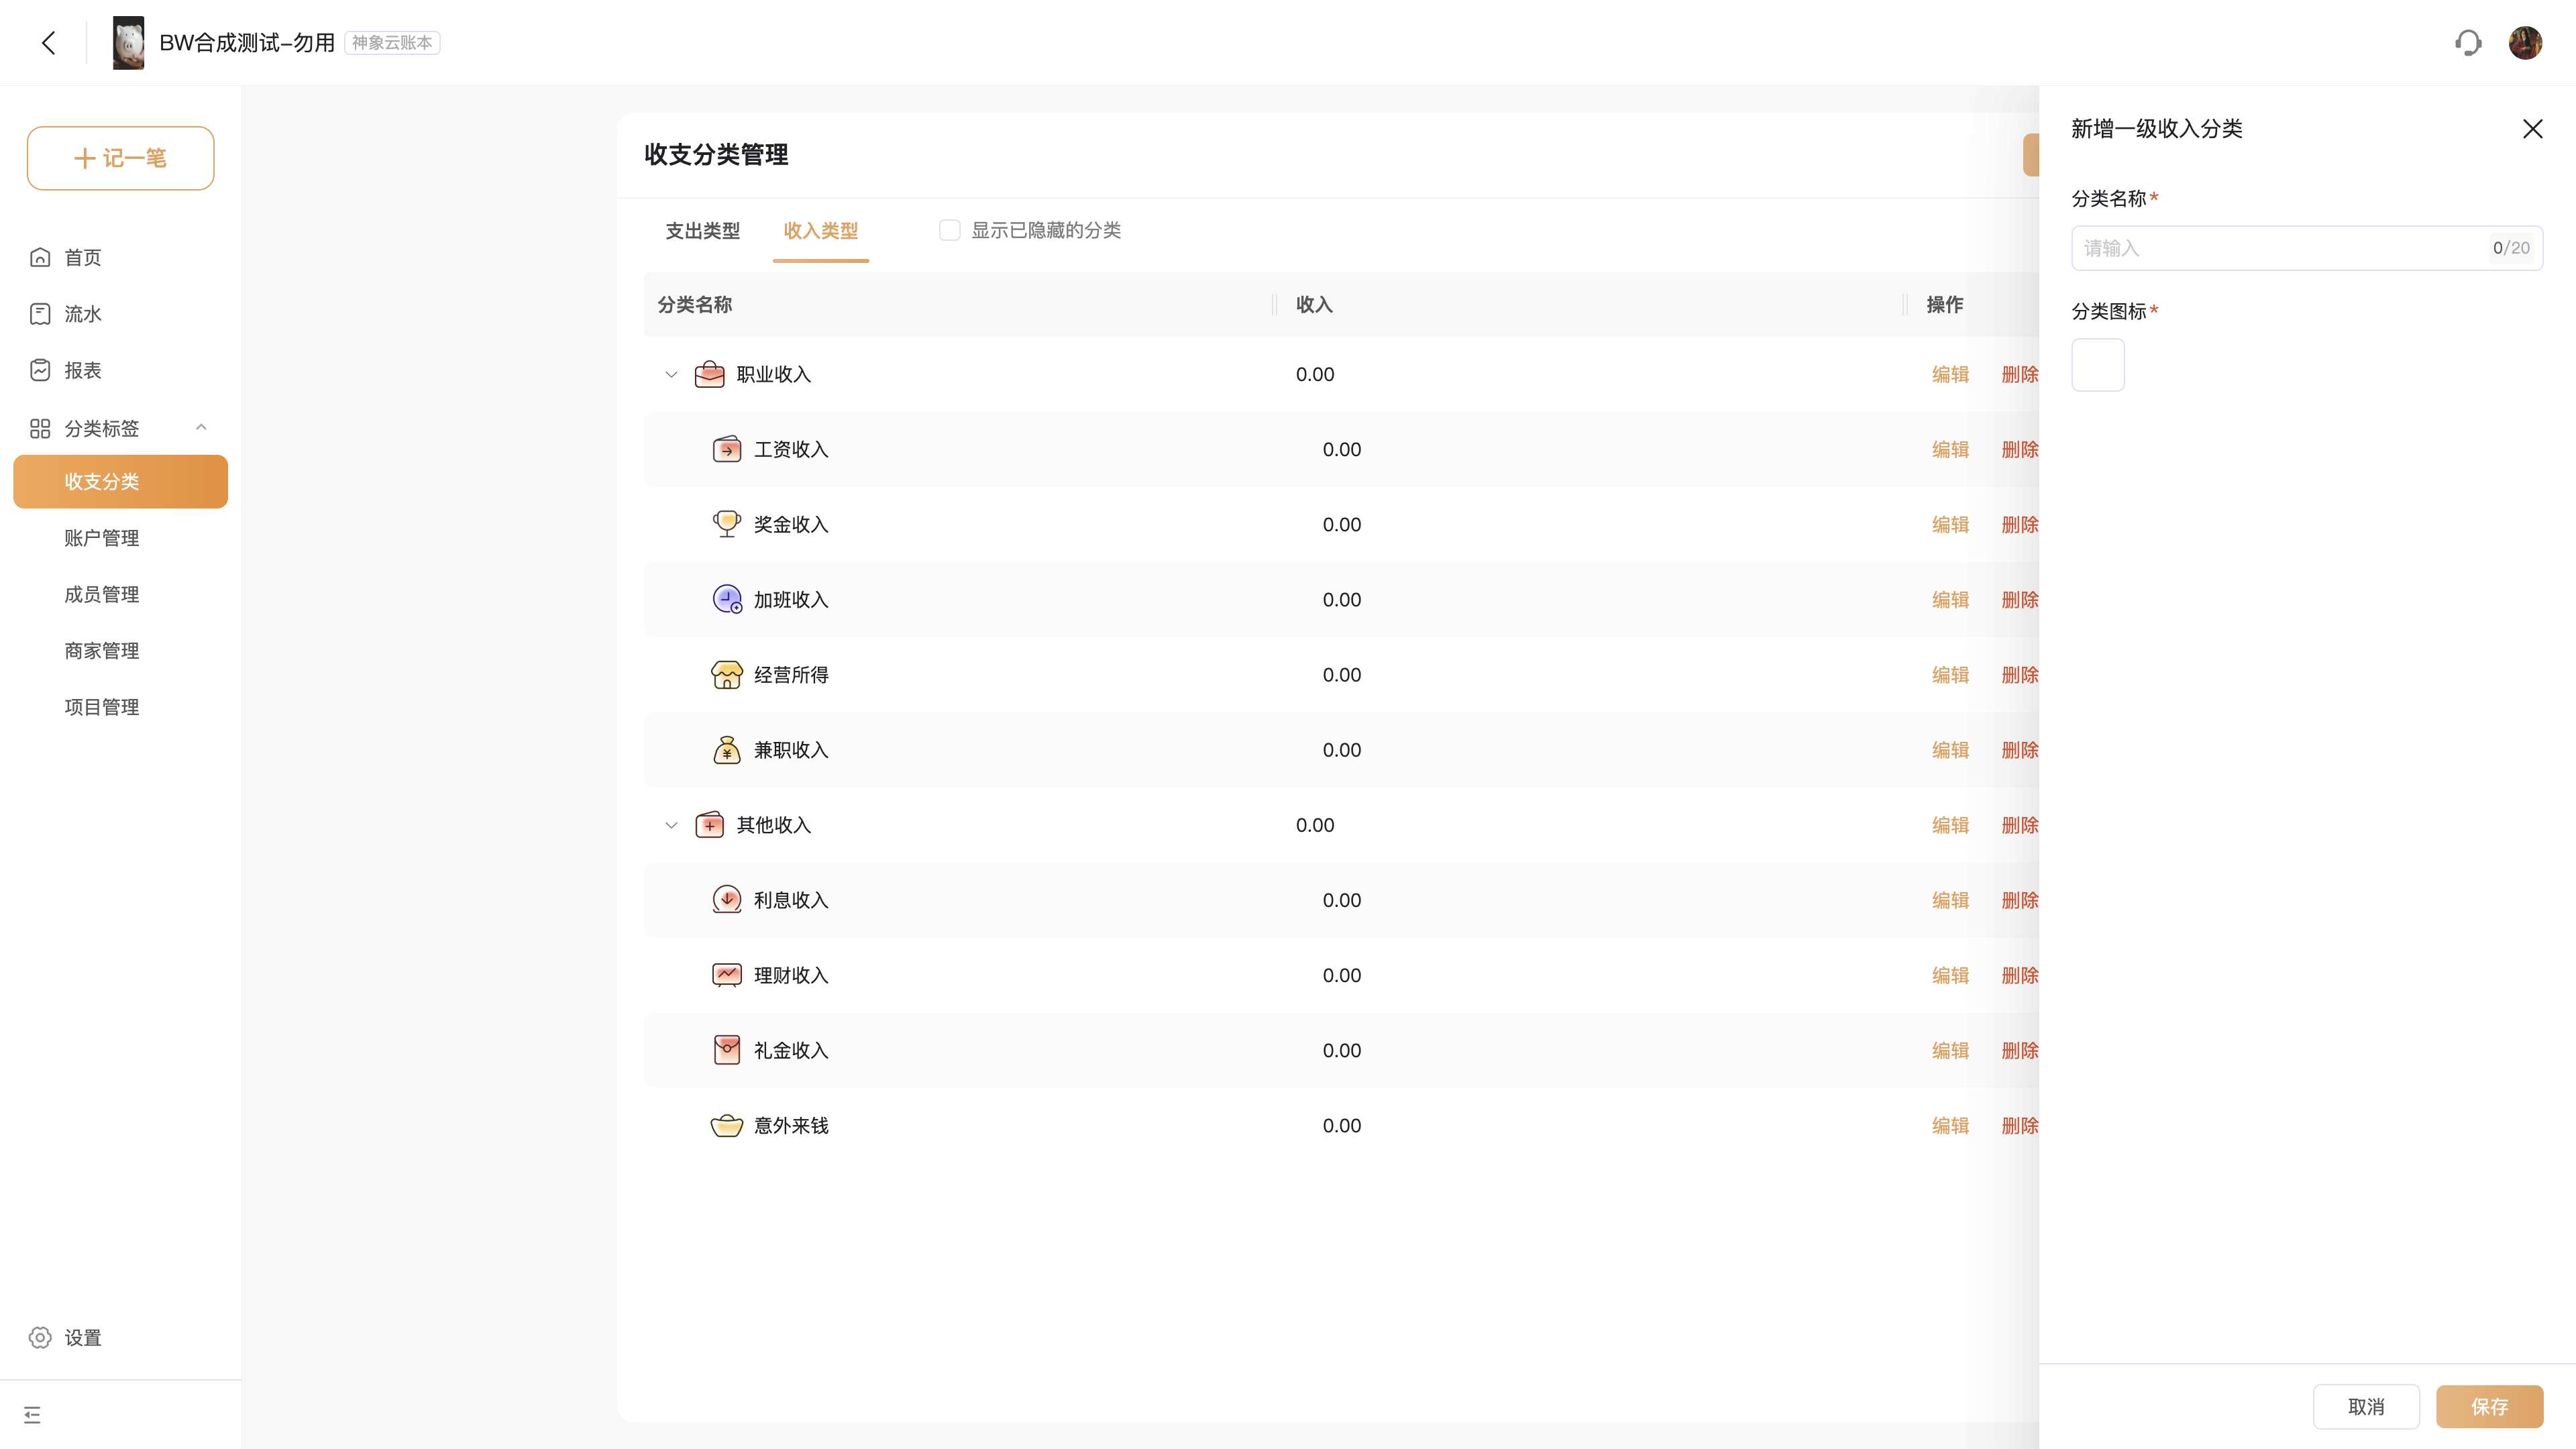 BW合成测试-勿用 神象云账本
记一笔
首页
流水
报表
分类标签
收支分类
账户管理
成员管理
商家管理
项目管理
设置
收支分类管理
支出类型 收入类型 显示已隐藏的分类
分类名称 收入 操作
职业收入 0.00 编辑 删除
工资收入 0.00 编辑 删除
奖金收入 0.00 编辑 删除
加班收入 0.00 编辑 删除
经营所得 0.00 编辑 删除
兼职收入 0.00 编辑 删除
其他收入 0.00 编辑 删除
利息收入 0.00 编辑 删除
理财收入 0.00 编辑 删除
礼金收入 0.00 编辑 删除
意外来钱 0.00 编辑 删除
新增一级收入分类
分类名称*
请输入 0/20
分类图标*
取消 保存